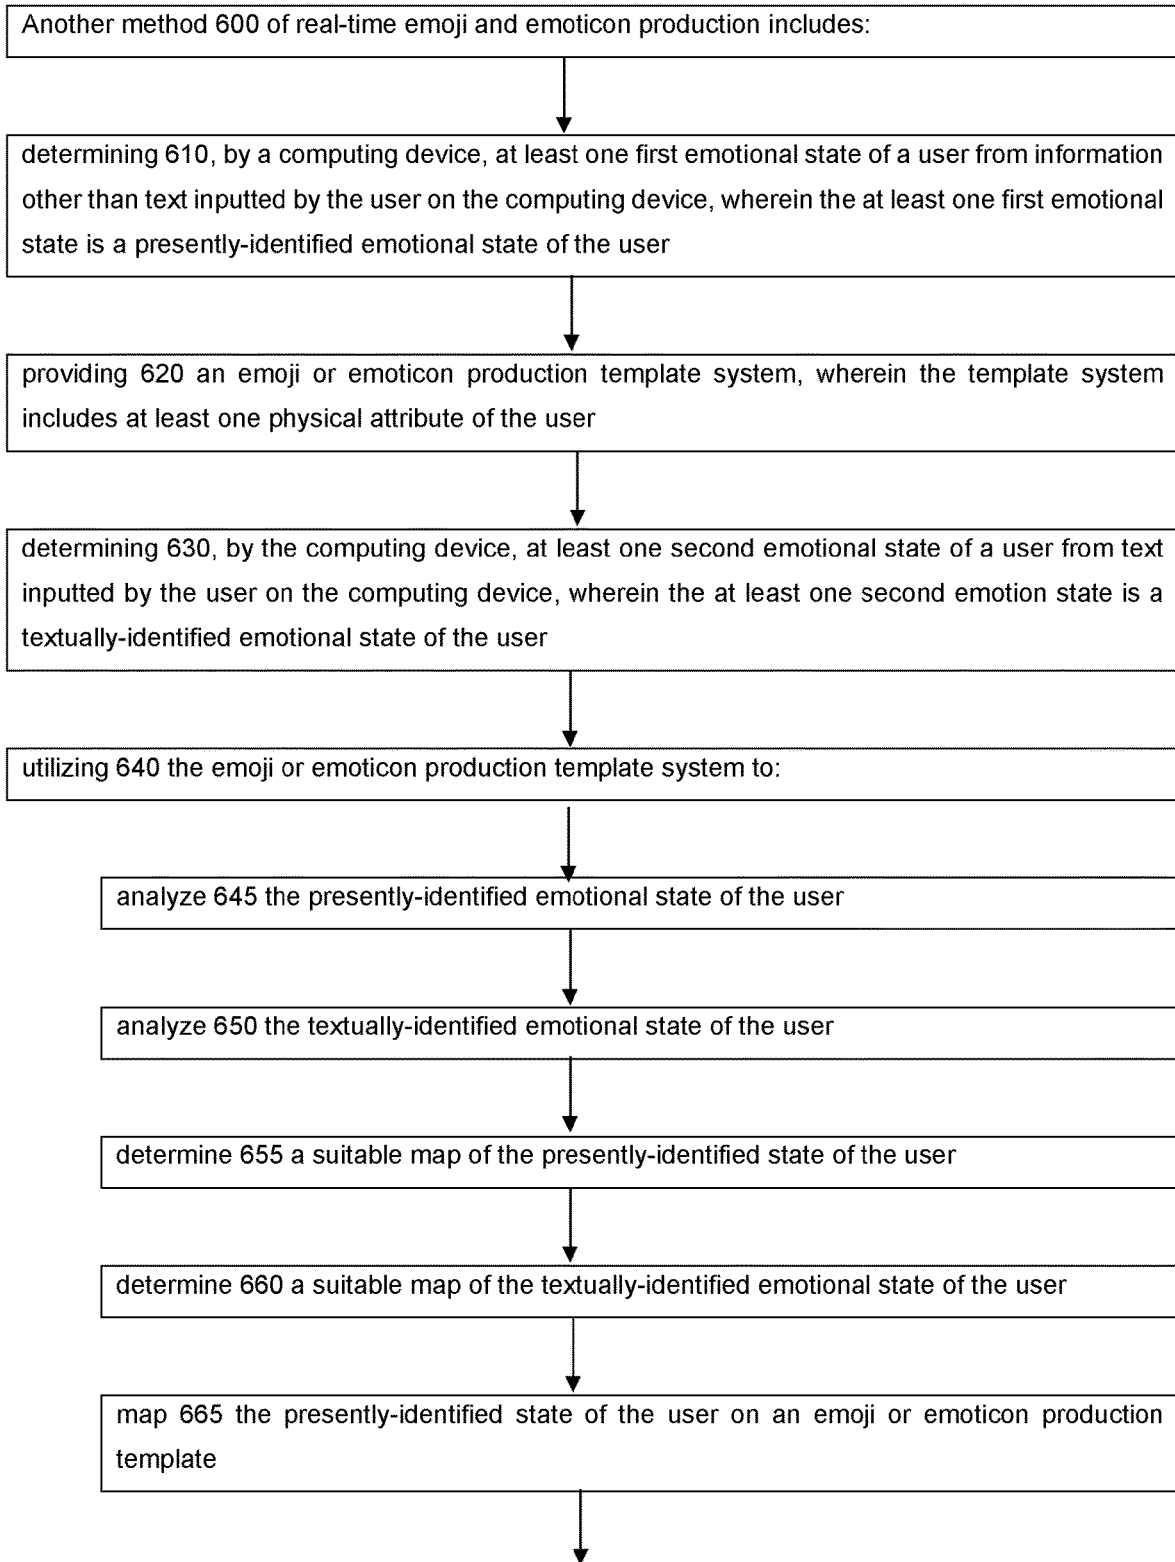 Another method 600 of real-time emoji and emoticon production includes:
determining 610, by a computing device, at least one first emotional state of a user from information
other than text inputted by the user on the computing device, wherein the at least one first emotional
state is a presently-identified emotional state of the user
providing 620 an emoji or emoticon production template system, wherein the template system
includes at least one physical attribute of the user
determining 630, by the computing device, at least one second emotional state of a user from text
inputted by the user on the computing device, wherein the at least one second emotion state is a
textually-identified emotional state of the user
utilizing 640 the emoji or emoticon production template system to:
analyze 645 the presently-identified emotional state of the user
analyze 650 the textually-identified emotional state of the user
determine 655 a suitable map of the presently-identified state of the user
determine 660 a suitable map of the textually-identified emotional state of the user
map 665 the presently-identified state of the user on an emoji or emoticon production
template